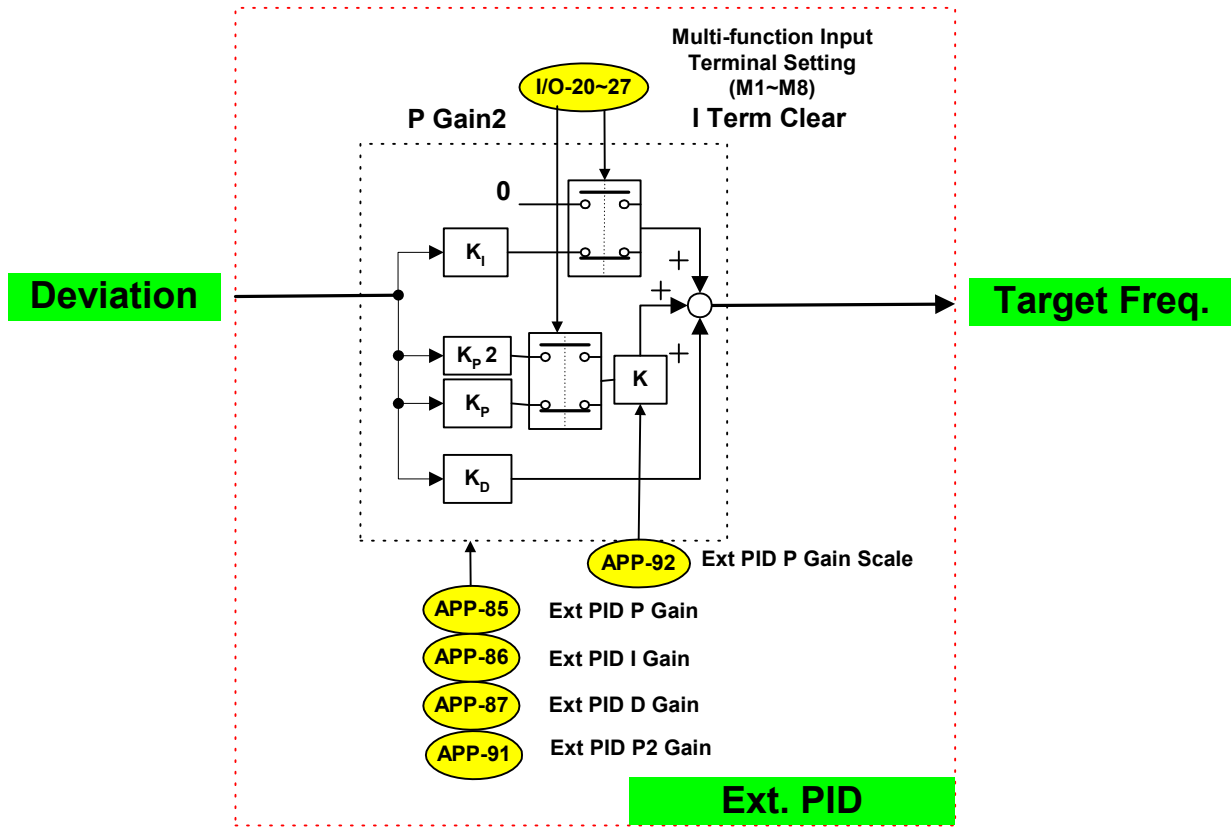 Multi-function Input
Terminal Setting
(M1~M8)
I/O-20~27
P Gain2
I Term Clear
0
KI
+
Deviation
Target Freq.
+
KP 2
K
+
KP
KD
APP-92
Ext PID P Gain Scale
APP-85
Ext PID P Gain
APP-86
Ext PID I Gain
APP-87
Ext PID D Gain
APP-91
Ext PID P2 Gain
Ext. PID